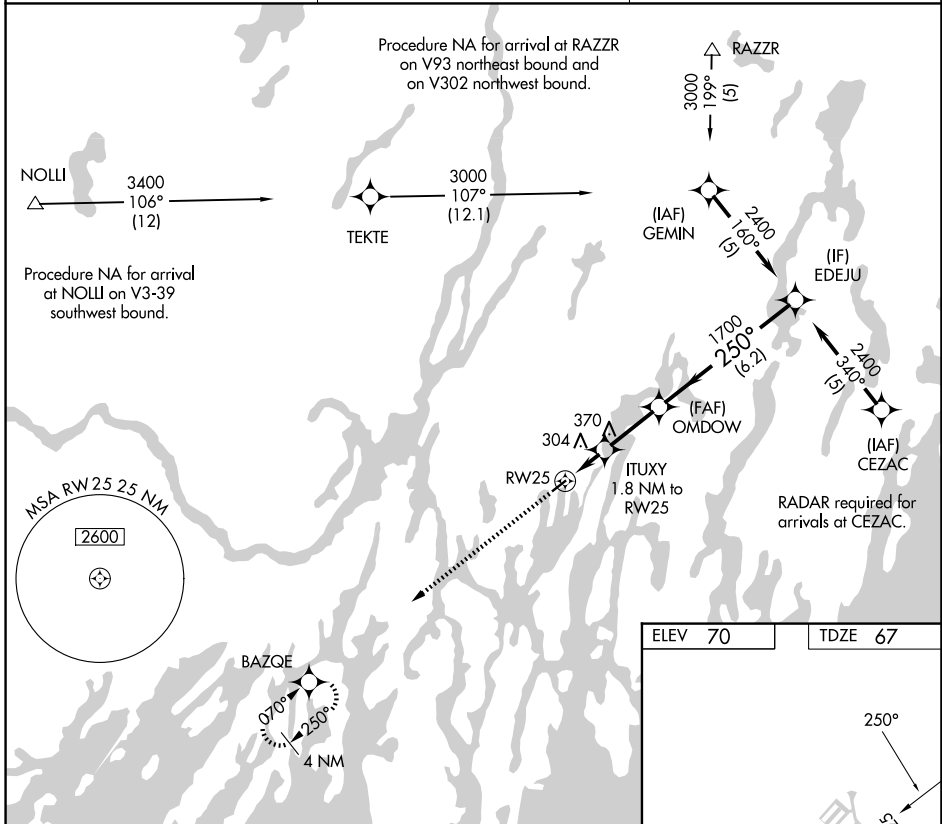 Procedure NA for arrival at RAZZR
on V93 northeast bound and
on V302 northwest bound.
RAZZR
3000
199°
(5)
NOLLI
3400
106°
(12)
TEKTE
3000
107°
(12.1)
(IAF)
GEMIN
2400
160°
(5)
(IF)
EDEJU
Procedure NA for arrival
at NOLLI on V3-39
southwest bound.
1700
250°
(6.2)
2400
340°
(5)
(FAF)
OMDOW
(IAF)
CEZAC
370
304
RW25
ITUXY
1.8 NM to
RW25
RADAR required for
arrivals at CEZAC.
MSA RW25 25 NM
2600
BAZQE
070°
250°
4 NM
ELEV 70
TDZE 67
250°
25